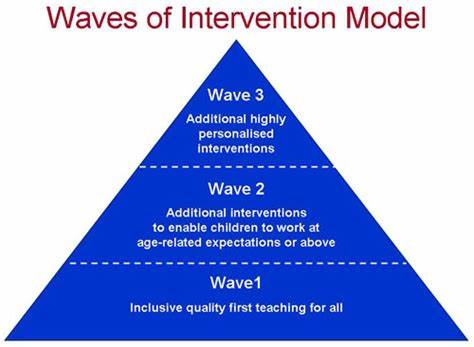 Waves of Intervention Model
Wave 3
Additional highly
personalised
interventions
Wave 2
Additional interventions
to enable children to work at
age-related expectations or above
Wave1
Inclusive quality first teaching for all